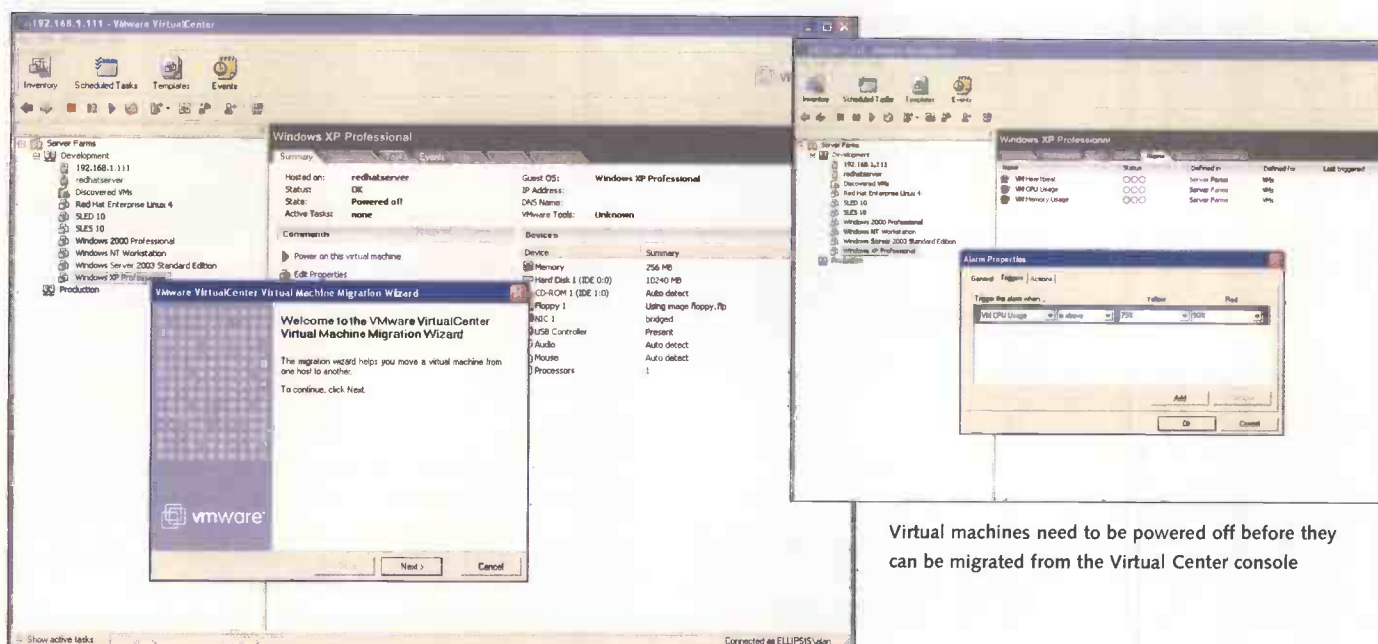 192.168.1.111 - VMware VirtualCenter
Inventory Scheduled Tasks Templates Events
Server Farms
Development
192.168.1.111
redhatserver
Discovered VMs
Red Hat Enterprise Linux 4
SLED 10
SLES 10
Windows 2000 Professional
Windows NT Workstation
Windows Server 2003 Standard Edition
Windows XP Professional
Production
Windows XP Professional
Summary Tasks Events
Hosted on: redhatserver
Status: OK
State: Powered off
Active Tasks: none
Guest OS: Windows XP Professional
IP Address:
DNS Name:
VMware Tools: Unknown
Commands
Power on this virtual machine
Edit Properties
Devices
Device Summary
Memory 256 MB
Hard Disk 1 (IDE 0:0) 10240 MB
CD-ROM 1 (IDE 1:0) Auto detect
Floppy 1 Using image floppy.flp
NIC 1 bridged
USB Controller Present
Audio Auto detect
Mouse Auto detect
Processors 1
VMware VirtualCenter Virtual Machine Migration Wizard
Welcome to the VMware VirtualCenter
Virtual Machine Migration Wizard
The migration wizard helps you move a virtual machine from
one host to another.
To continue, click Next.
vmware
Next > Cancel
Show active tasks
Connected as ELLIPSIS\alan
Inventory Scheduled Tasks Templates Events
Server Farms
Development
192.168.1.111
redhatserver
Discovered VMs
Red Hat Enterprise Linux 4
SLED 10
SLES 10
Windows 2000 Professional
Windows NT Workstation
Windows Server 2003 Standard Edition
Windows XP Professional
Production
Windows XP Professional
Alarms
Name Status Defined in Defined for Last triggered
VM Heartbeat Server Farms VMs
VM CPU Usage Server Farms VMs
VM Memory Usage Server Farms VMs
Alarm Properties
General Triggers Actions
Trigger the alarm when .. Yellow Red
VM CPU Usage is above 75% 90%
Add
OK Cancel
Virtual machines need to be powered off before they
can be migrated from the Virtual Center console